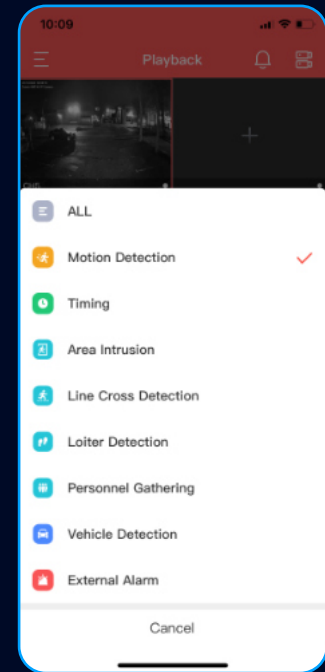 10:09
Playback
ALL
Motion Detection
Timing
Area Intrusion
Line Cross Detection
Loiter Detection
Personnel Gathering
Vehicle Detection
External Alarm
Cancel